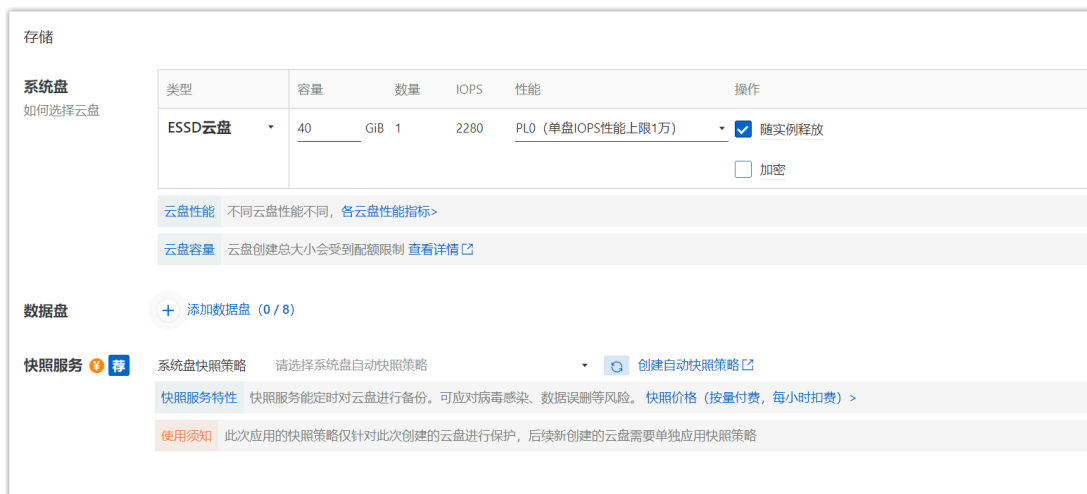 存储
系统盘
如何选择云盘
类型 容量 数量 IOPS 性能 操作
ESSD云盘 40 GiB 1 2280 PL0（单盘IOPS性能上限1万） 随实例释放
加密
云盘性能 不同云盘性能不同，各云盘性能指标>
云盘容量 云盘创建总大小会受到配额限制 查看详情
数据盘 + 添加数据盘（0 / 8）
快照服务 ¥ 荐 系统盘快照策略 请选择系统盘自动快照策略 创建自动快照策略
快照服务特性 快照服务能定时对云盘进行备份。可应对病毒感染、数据误删等风险。 快照价格（按量付费，每小时扣费）>
使用须知 此次应用的快照策略仅针对此次创建的云盘进行保护，后续新创建的云盘需要单独应用快照策略